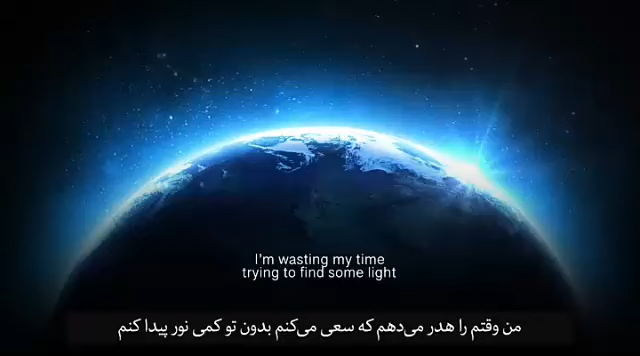 I'm wasting my time
trying to find some light
من وقتم را هدر می‌دهم که سعی می‌کنم بدون تو کمی نور پیدا کنم